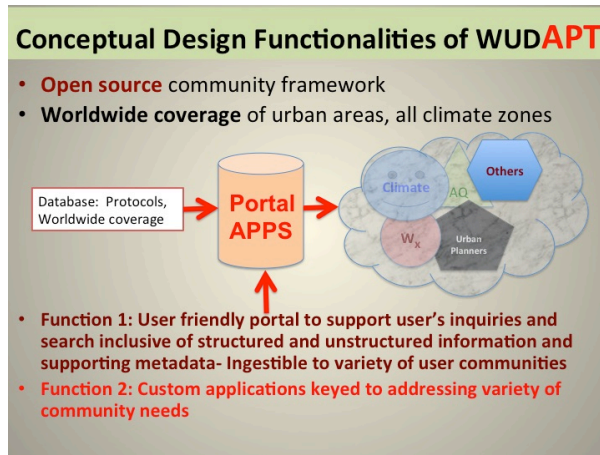 Conceptual Design Functionalities of WUDAPT
• Open source community framework
• Worldwide coverage of urban areas, all climate zones
Database: Protocols,
Worldwide coverage
Portal
APPS
Climate
AQ
Others
Wx
Urban
Planners
• Function 1: User friendly portal to support user's inquiries and
search inclusive of structured and unstructured information and
supporting metadata- Ingestible to variety of user communities
• Function 2: Custom applications keyed to addressing variety of
community needs